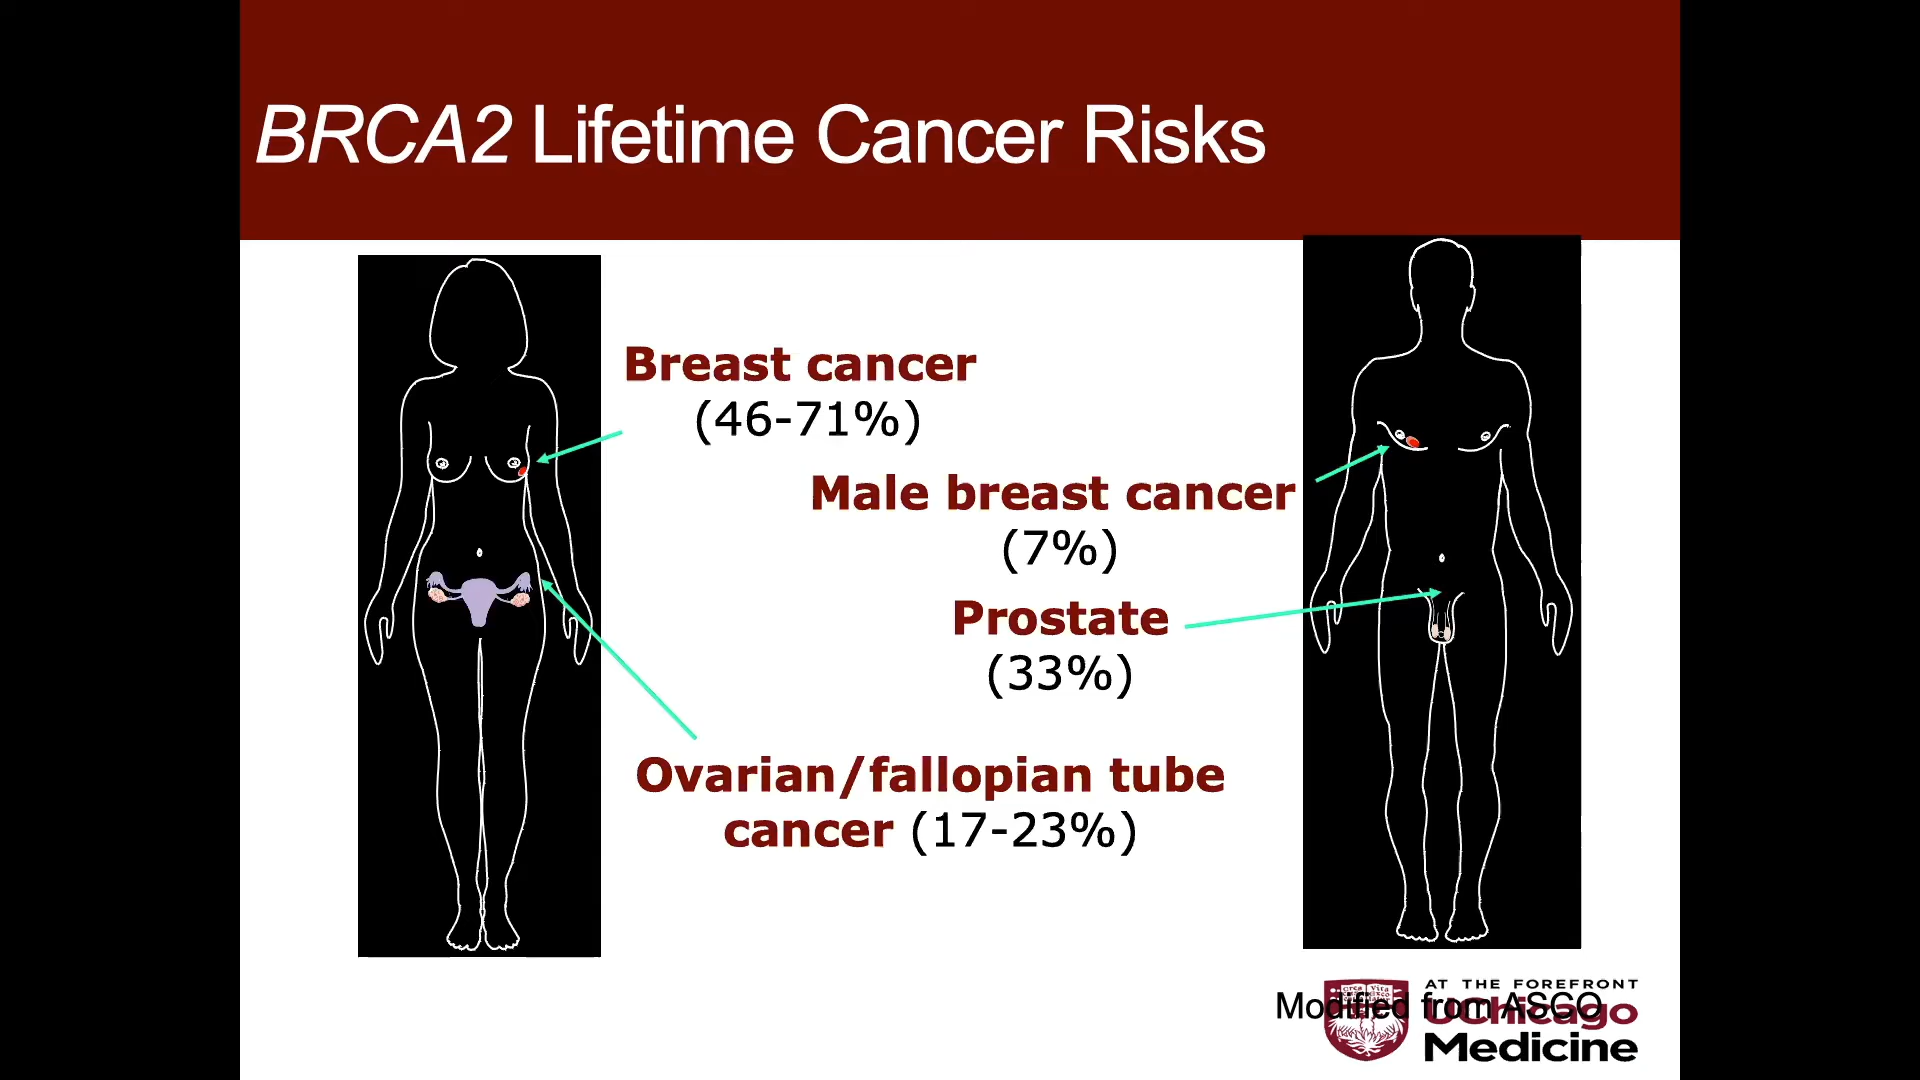 BRCA2 Lifetime Cancer Risks
Breast cancer
(46-71%)
Male breast cancer
(7%)
Prostate
(33%)
Ovarian/fallopian tube
cancer (17-23%)
Modified from ASCO
AT THE FOREFRONT
UChicago
Medicine